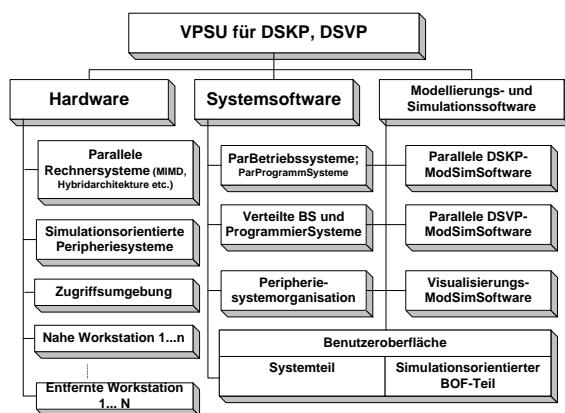 VPSU für DSKP, DSVP
Hardware
Parallele
Rechnersysteme (MIMD,
Hybridarchitekture etc.)
Simulationsorientierte
Peripheriesysteme
Zugriffsumgebung
Nahe Workstation 1...n
Entfernte Workstation
1... N
Systemsoftware
ParBetriebssysteme;
ParProgrammSysteme
Verteilte BS und
ProgrammierSysteme
Peripherie-
systemorganisation
Modellierungs- und
Simulationssoftware
Parallele DSKP-
ModSimSoftware
Parallele DSVP-
ModSimSoftware
Visualisierungs-
ModSimSoftware
Benutzeroberfläche
Systemteil
Simulationsorientierter
BOF-Teil